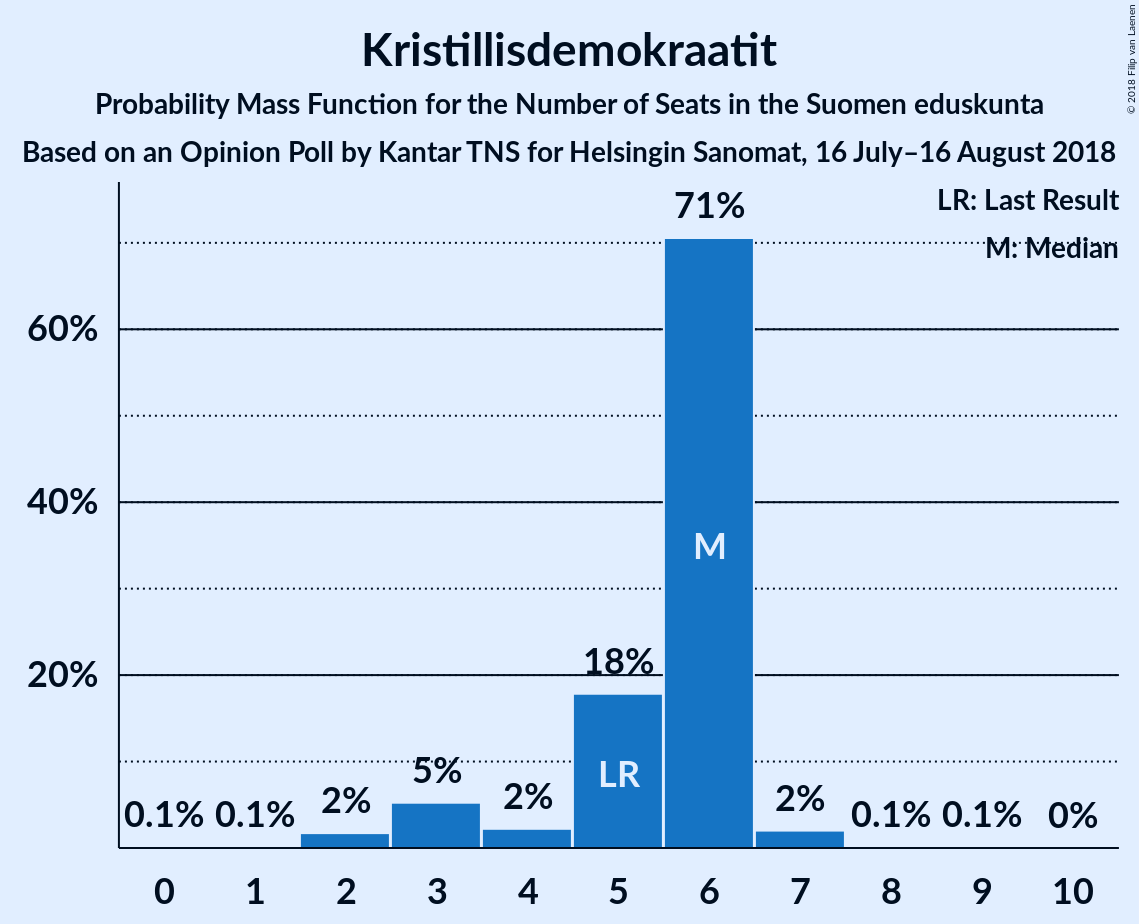 Kristillisdemokraatit
Probability Mass Function for the Number of Seats in the Suomen eduskunta
Based on an Opinion Poll by Kantar TNS for Helsingin Sanomat, 16 July–16 August 2018
© 2018 Filip van Laenen
LR: Last Result
M: Median
60%
40%
20%
0.1% 0.1% 2% 5% 2% 18% 71% 2% 0.1% 0.1% 0%
LR
M
0 1 2 3 4 5 6 7 8 9 10